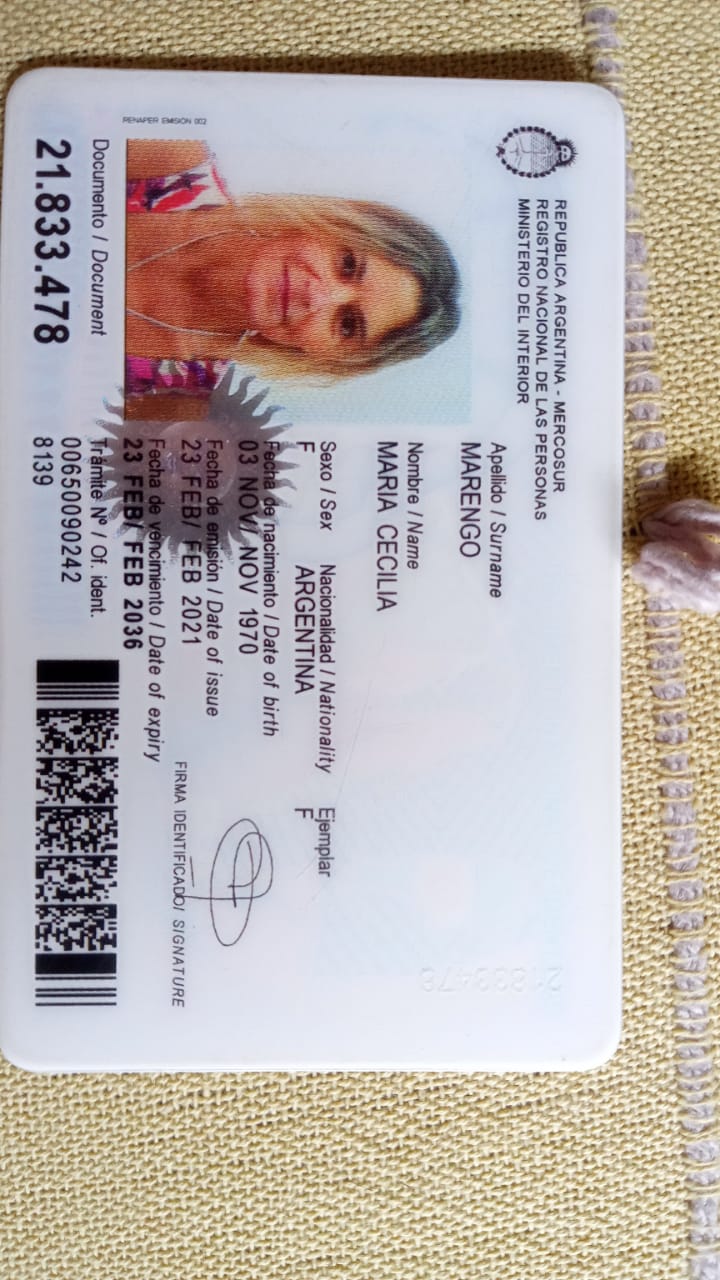 REPUBLICA ARGENTINA - MERCOSUR
REGISTRO NACIONAL DE LAS PERSONAS
MINISTERIO DEL INTERIOR
Apellido / Surname
MARENGO
Nombre / Name
MARIA CECILIA
Sexo / Sex Nacionalidad / Nationality Ejemplar
F ARGENTINA F
Fecha de nacimiento / Date of birth
03 NOV/ NOV 1970
Fecha de emisión / Date of issue
23 FEB/ FEB 2021
Fecha de vencimiento / Date of expiry
23 FEB/ FEB 2036
FIRMA IDENTIFICADO/ SIGNATURE
RENAPER EMISIÓN 002
Documento / Document
21.833.478
Trámite Nº / Of. ident.
00650090242
8139
21833478